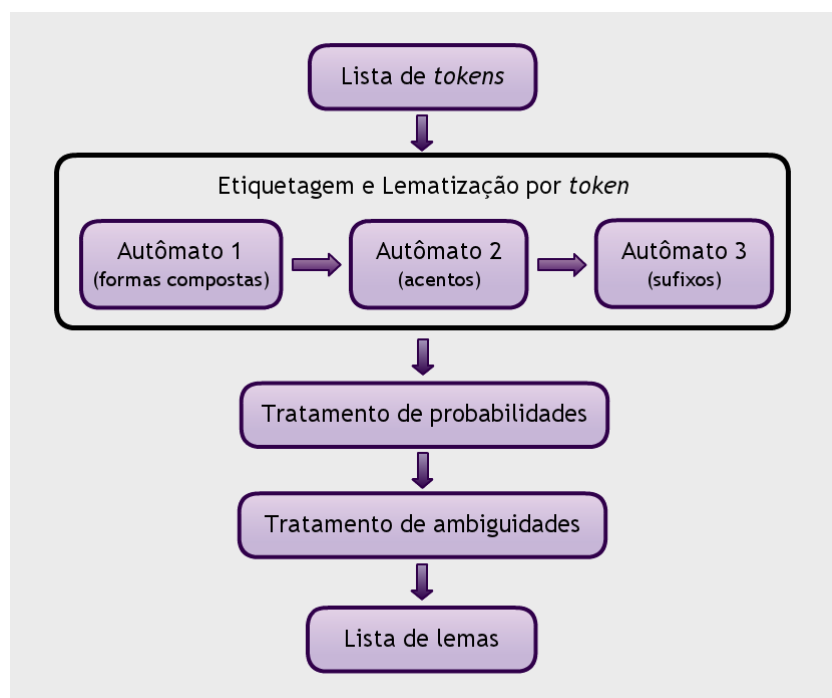 Lista de tokens
Etiquetagem e Lematização por token
Autômato 1
(formas compostas)
Autômato 2
(acentos)
Autômato 3
(sufixos)
Tratamento de probabilidades
Tratamento de ambiguidades
Lista de lemas